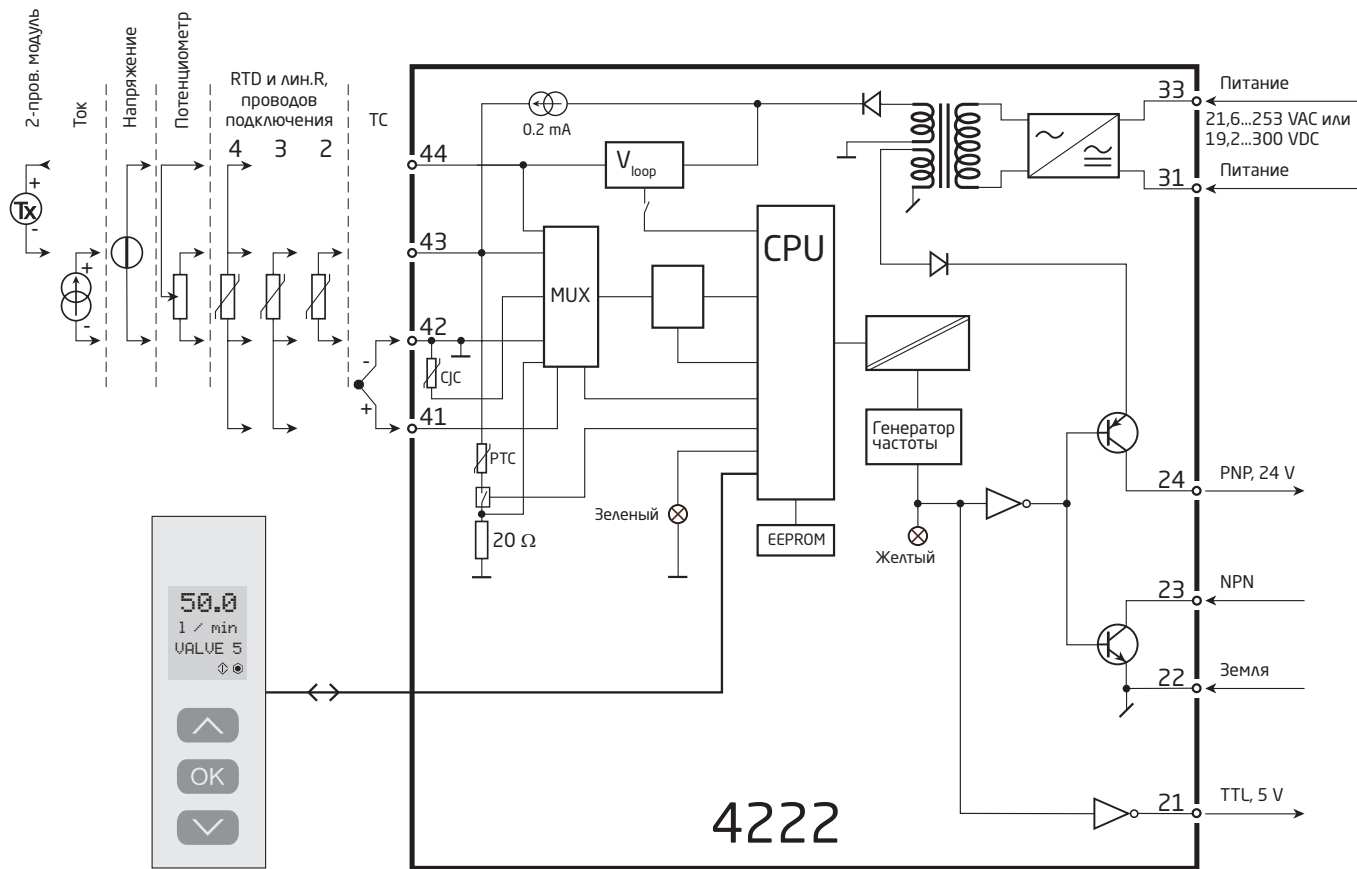 2-пров. модуль
Ток
Напряжение
Потенциометр
RTD и лин.R,
проводов
подключения
4 3 2
TC
+
Tx
-
+
-
-
+
44
43
42
41
0.2 mA
V loop
MUX
CPU
CJC
PTC
20 Ω
Зеленый
EEPROM
Генератор
частоты
Желтый
33
Питание
21,6...253 VAC или
19,2...300 VDC
31
Питание
24
PNP, 24 V
23
NPN
22
Земля
21
TTL, 5 V
50.0
l / min
VALVE 5
OK
4222